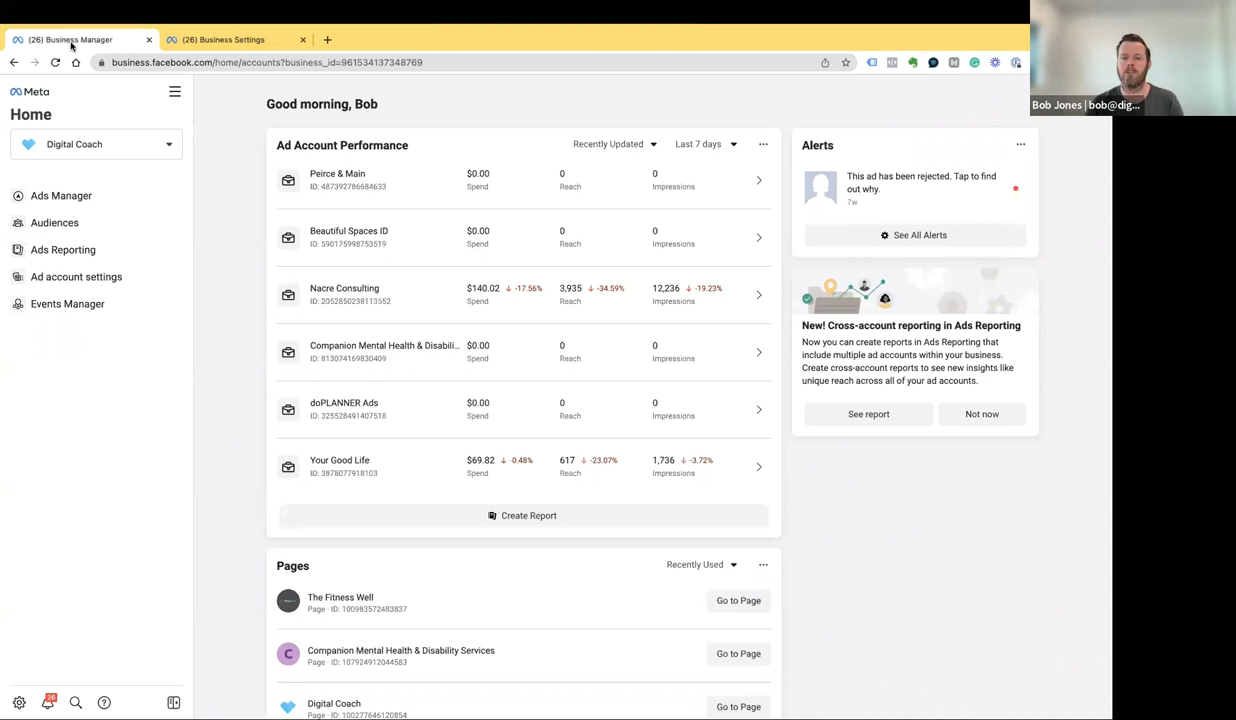 (26) Business Manager
(26) Business Settings
business.facebook.com/home/accounts?business_id=961534137348769
Bob Jones | bob@dig...
Meta
Home
Digital Coach
Ads Manager
Audiences
Ads Reporting
Ad account settings
Events Manager
26
Good morning, Bob
Ad Account Performance
Recently Updated
Last 7 days
Peirce & Main $0.00 0 0
ID: 487392786684633 Spend Reach Impressions
Beautiful Spaces ID $0.00 0 0
ID: 590175998753519 Spend Reach Impressions
Nacre Consulting $140.02 ↓ -17.56% 3,935 ↓ -34.59% 12,236 ↓ -19.23%
ID: 2052850238113552 Spend Reach Impressions
Companion Mental Health & Disabili... $0.00 0 0
ID: 813074169830409 Spend Reach Impressions
doPLANNER Ads $0.00 0 0
ID: 325528491407518 Spend Reach Impressions
Your Good Life $69.82 ↓ -0.48% 617 ↓ -23.07% 1,736 ↓ -3.72%
ID: 3878077918103 Spend Reach Impressions
Create Report
Pages
Recently Used
The Fitness Well
Page · ID: 100983572483837
Go to Page
C
Companion Mental Health & Disability Services
Page · ID: 107924912044583
Go to Page
Digital Coach
Page · ID: 100277646120854
Go to Page
Alerts
This ad has been rejected. Tap to find
out why.
7w
See All Alerts
New! Cross-account reporting in Ads Reporting
Now you can create reports in Ads Reporting that
include multiple ad accounts within your business.
Create cross-account reports to see new insights like
unique reach across all of your ad accounts.
See report
Not now